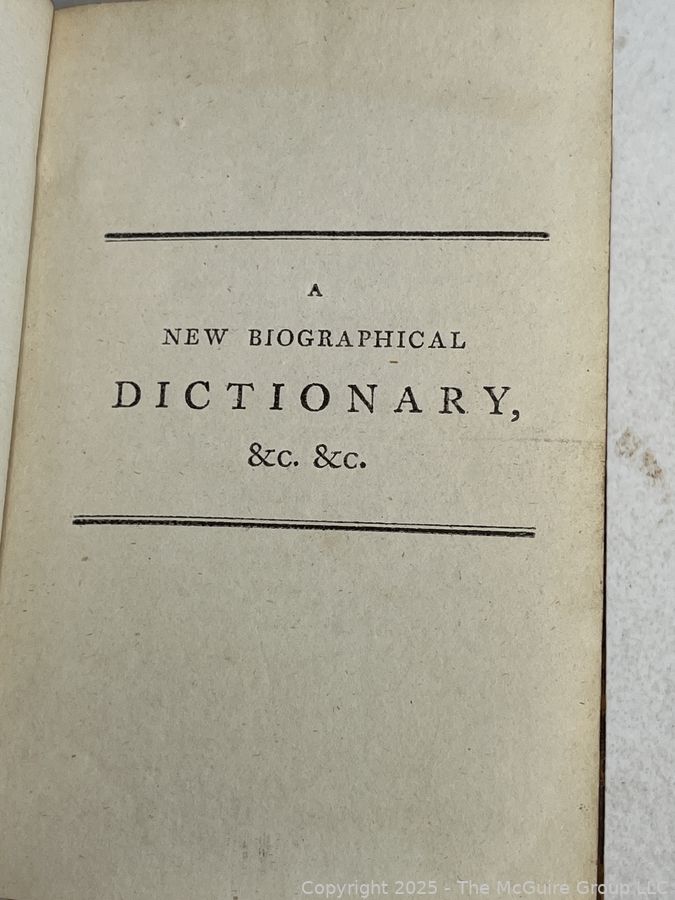 A
NEW BIOGRAPHICAL
DICTIONARY,
&c. &c.
Copyright 2025 - The McGuire Group LLC